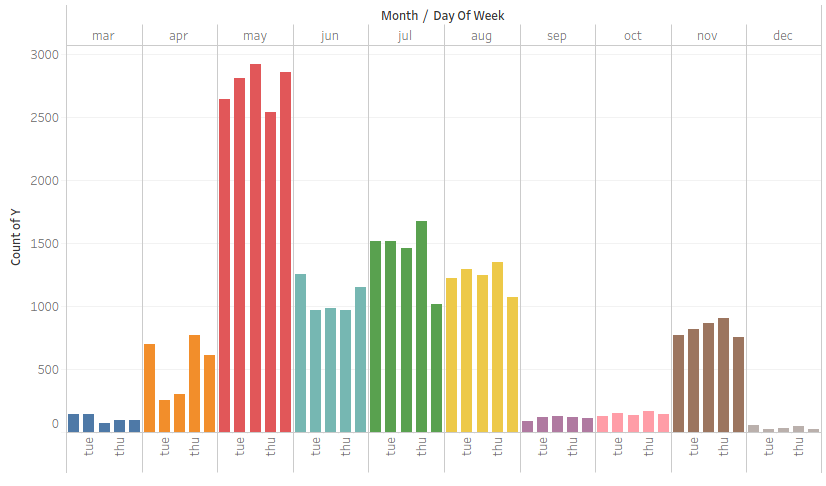 Month / Day Of Week
mar apr may jun jul aug sep oct nov dec
3000
2500
2000
1500
1000
500
0
Count of Y
tue thu tue thu tue thu tue thu tue thu tue thu tue thu tue thu tue thu tue thu